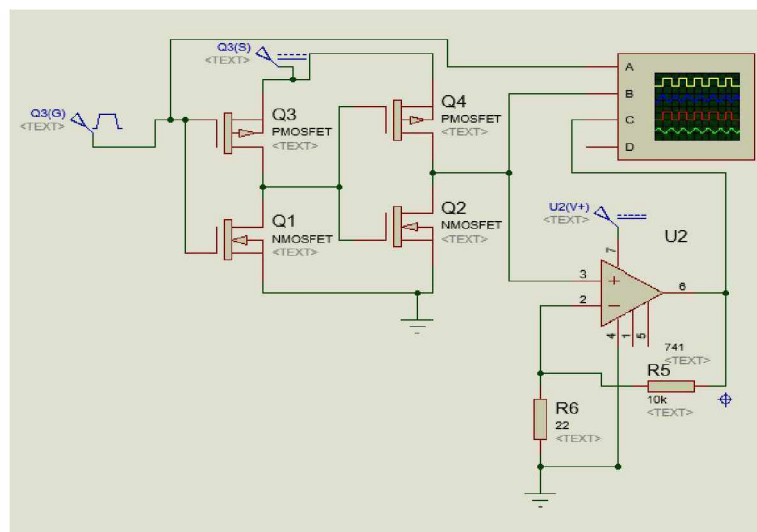 Q3(S)
<TEXT>
Q3(G)
<TEXT>
Q3
PMOSFET
<TEXT>
Q4
PMOSFET
<TEXT>
A
B
C
D
Q1
NMOSFET
<TEXT>
Q2
NMOSFET
<TEXT>
U2(V+)
<TEXT>
U2
7
3
2
6
4
1
5
741
<TEXT>
R5
10k
<TEXT>
R6
22
<TEXT>